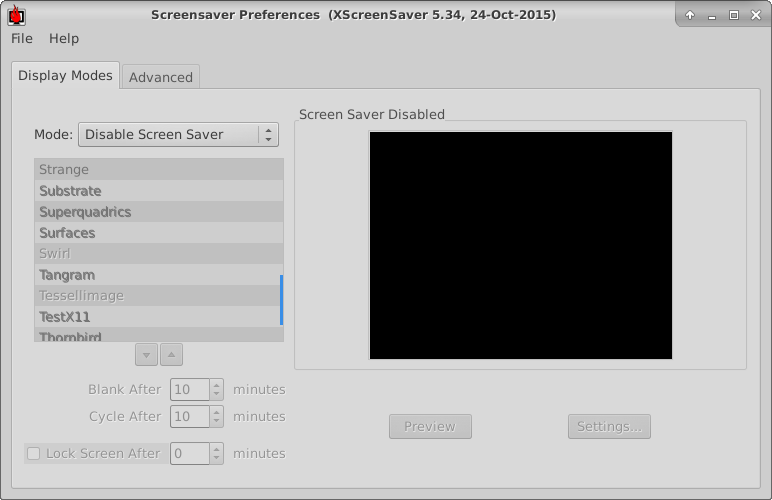 Screensaver Preferences  (XScreenSaver 5.34, 24-Oct-2015)
File Help
Display Modes Advanced
Mode: Disable Screen Saver
Strange
Substrate
Superquadrics
Surfaces
Swirl
Tangram
Tessellimage
TestX11
Thornbird
Blank After 10 minutes
Cycle After 10 minutes
Lock Screen After 0 minutes
Screen Saver Disabled
Preview Settings...